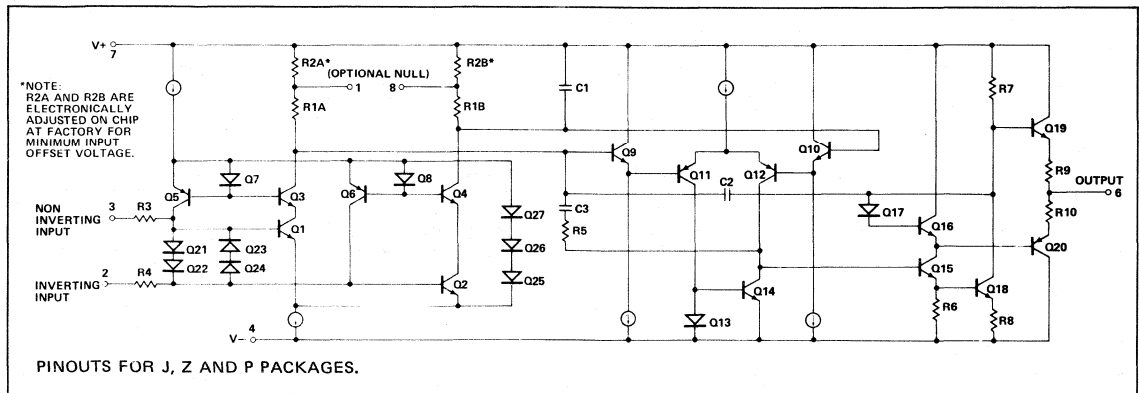 V+
7
R2A*
R2B*
(OPTIONAL NULL)
1
8
*NOTE:
R2A AND R2B ARE
ELECTRONICALLY
ADJUSTED ON CHIP
AT FACTORY FOR
MINIMUM INPUT
OFFSET VOLTAGE.
R1A
R1B
C1
R7
Q19
Q9
Q10
Q7
Q8
Q11
Q12
R9
OUTPUT
6
Q5
Q3
Q6
Q4
C2
R10
NON
INVERTING
INPUT
3
R3
Q27
C3
Q17
Q16
Q1
R5
Q20
Q21
Q23
Q26
Q22
Q24
Q15
INVERTING
INPUT
2
R4
Q2
Q25
Q14
Q18
R6
Q13
R8
V-
4
PINOUTS FOR J, Z AND P PACKAGES.